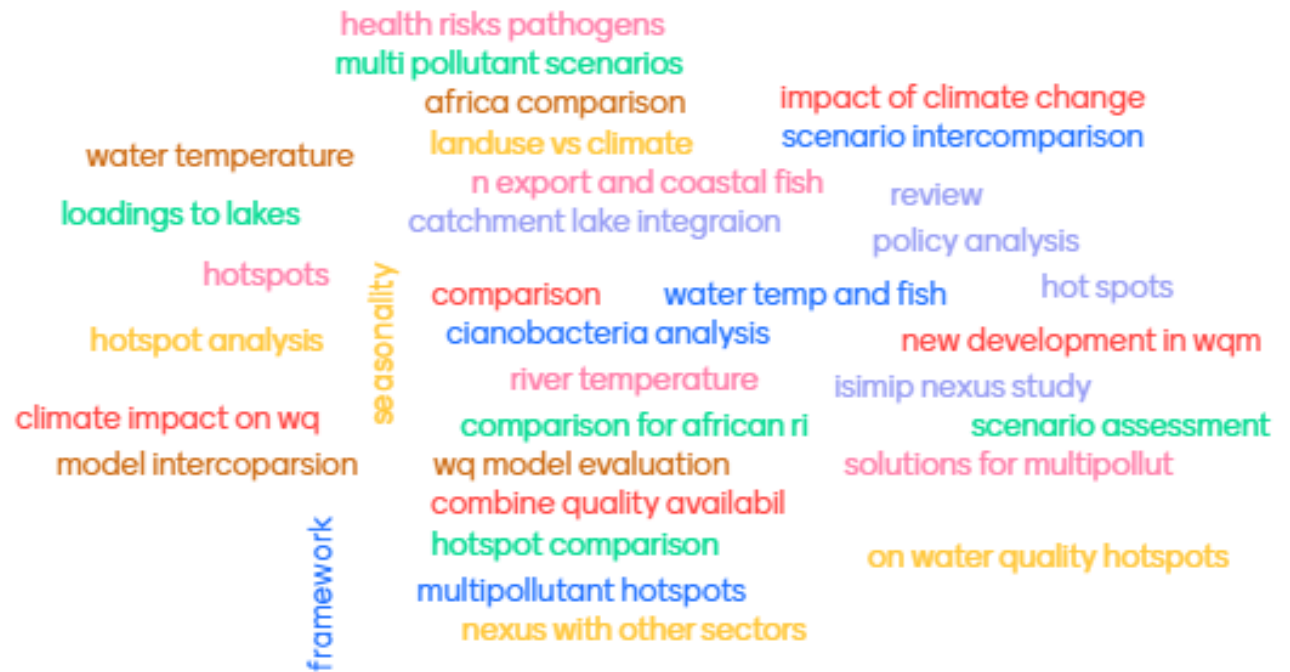 health risks pathogens
multi pollutant scenarios
africa comparison
impact of climate change
landuse vs climate
scenario intercomparison
water temperature
n export and coastal fish
review
loadings to lakes
catchment lake integraion
policy analysis
hotspots
seasonality
comparison
water temp and fish
hot spots
hotspot analysis
cianobacteria analysis
new development in wqm
river temperature
isimip nexus study
climate impact on wq
comparison for african ri
scenario assessment
model intercoparsion
wq model evaluation
solutions for multipollut
combine quality availabil
framework
hotspot comparison
on water quality hotspots
multipollutant hotspots
nexus with other sectors